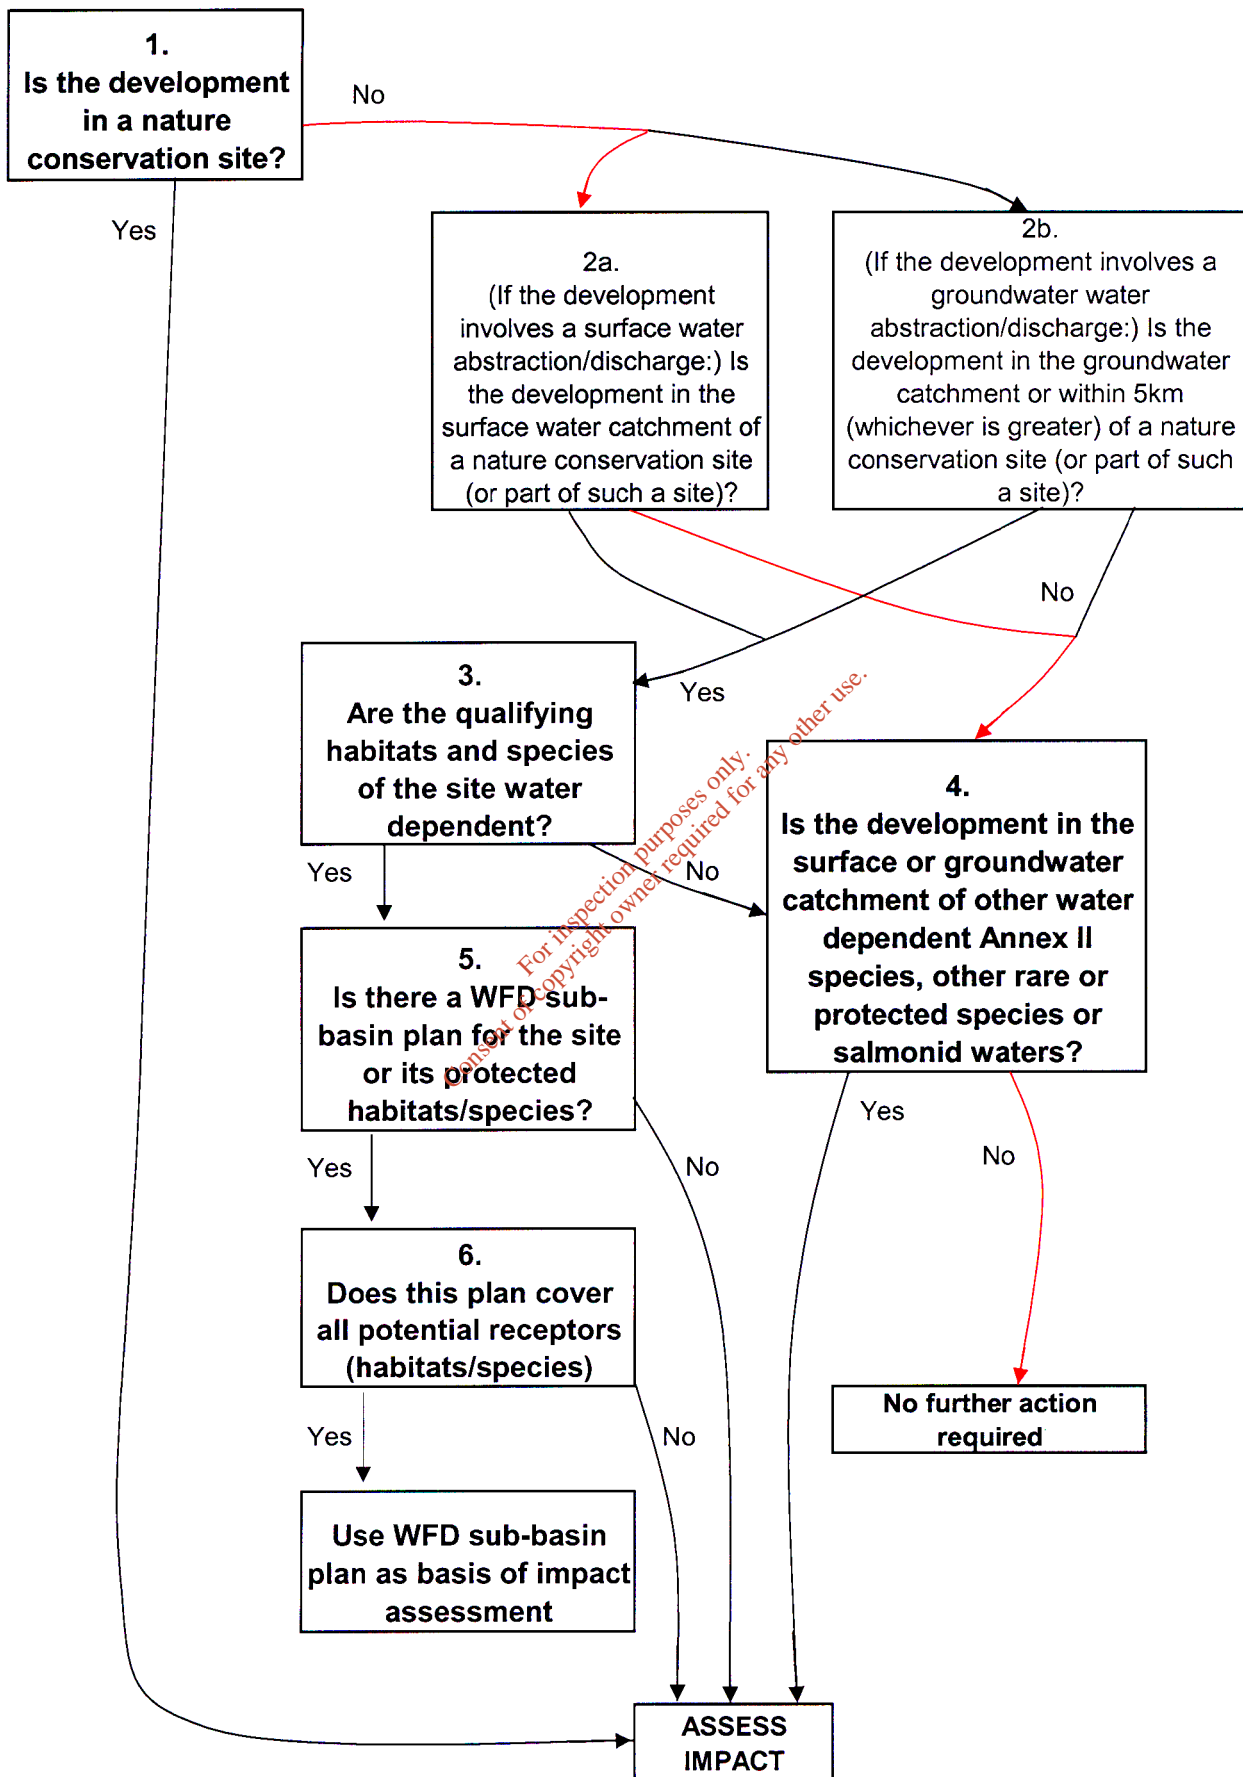 1.
Is the development
in a nature
conservation site?
No
Yes
2a.
(If the development
involves a surface water
abstraction/discharge:) Is
the development in the
surface water catchment of
a nature conservation site
(or part of such a site)?
2b.
(If the development involves a
groundwater water
abstraction/discharge:) Is the
development in the groundwater
catchment or within 5km
(whichever is greater) of a nature
conservation site (or part of such
a site)?
No
Yes
3.
Are the qualifying
habitats and species
of the site water
dependent?
Yes
No
4.
Is the development in the
surface or groundwater
catchment of other water
dependent Annex II
species, other rare or
protected species or
salmonid waters?
5.
Is there a WFD sub-
basin plan for the site
or its protected
habitats/species?
Yes
No
Yes
No
6.
Does this plan cover
all potential receptors
(habitats/species)
Yes
No
No further action
required
Use WFD sub-basin
plan as basis of impact
assessment
ASSESS
IMPACT
For inspection purposes only.
Consent of copyright owner required for any other use.